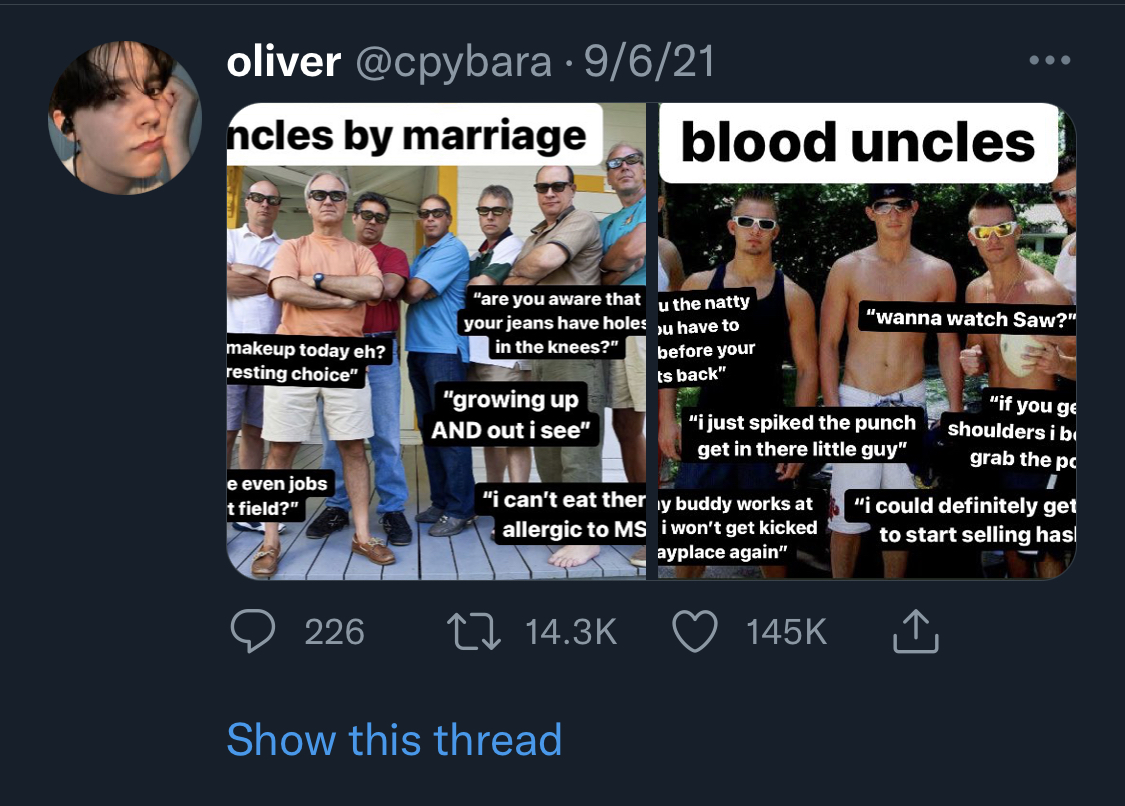 oliver @cpybara · 9/6/21
ncles by marriage
"are you aware that
your jeans have holes
in the knees?"
makeup today eh?
resting choice"
"growing up
AND out i see"
e even jobs
t field?"
"i can't eat ther
allergic to MS
blood uncles
u the natty
ou have to
before your
ts back"
"wanna watch Saw?"
"i just spiked the punch
get in there little guy"
"if you ge
shoulders i b
grab the po
y buddy works at
i won't get kicked
ayplace again"
"i could definitely get
to start selling has
226
14.3K
145K
Show this thread